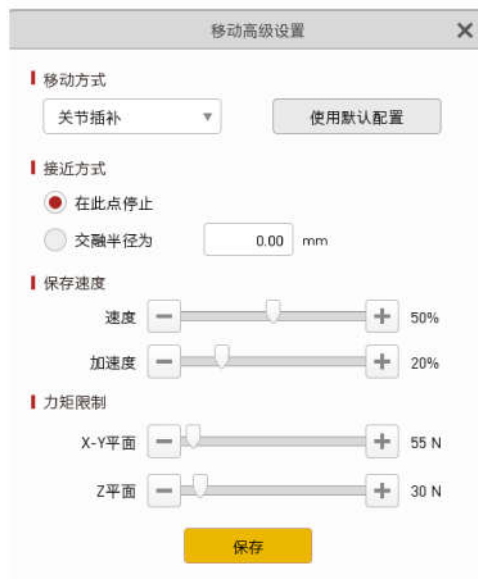 移动高级设置
移动方式
关节插补 使用默认配置
接近方式
在此点停止
交融半径为 0.00 mm
保存速度
速度 50%
加速度 20%
力矩限制
X-Y平面 55 N
Z平面 30 N
保存